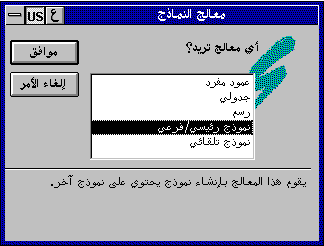 معالج النماذج
US ع
أي معالج تريد؟
موافق
إلغاء الأمر
عمود مفرد
جدولي
رسم
نموذج رئيسي/فرعي
نموذج تلقائي
يقوم هذا المعالج بإنشاء نموذج يحتوي على نموذج آخر.